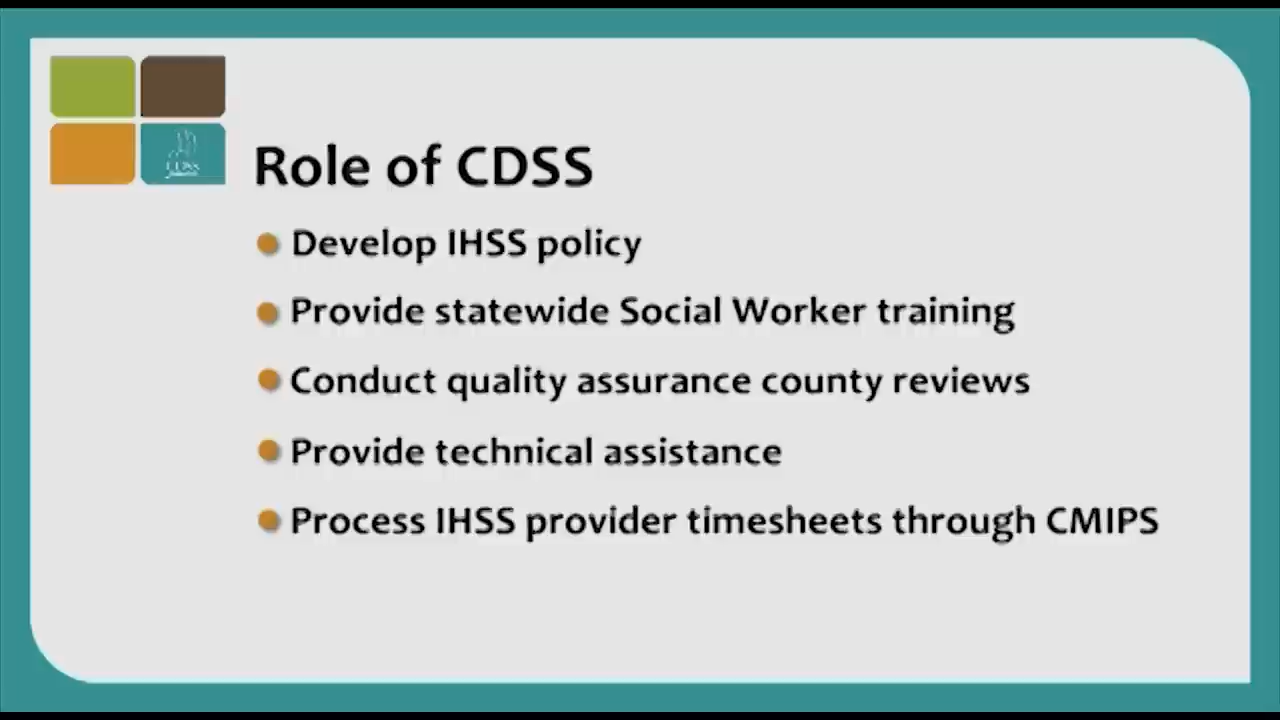 CDSS
Role of CDSS
Develop IHSS policy
Provide statewide Social Worker training
Conduct quality assurance county reviews
Provide technical assistance
Process IHSS provider timesheets through CMIPS